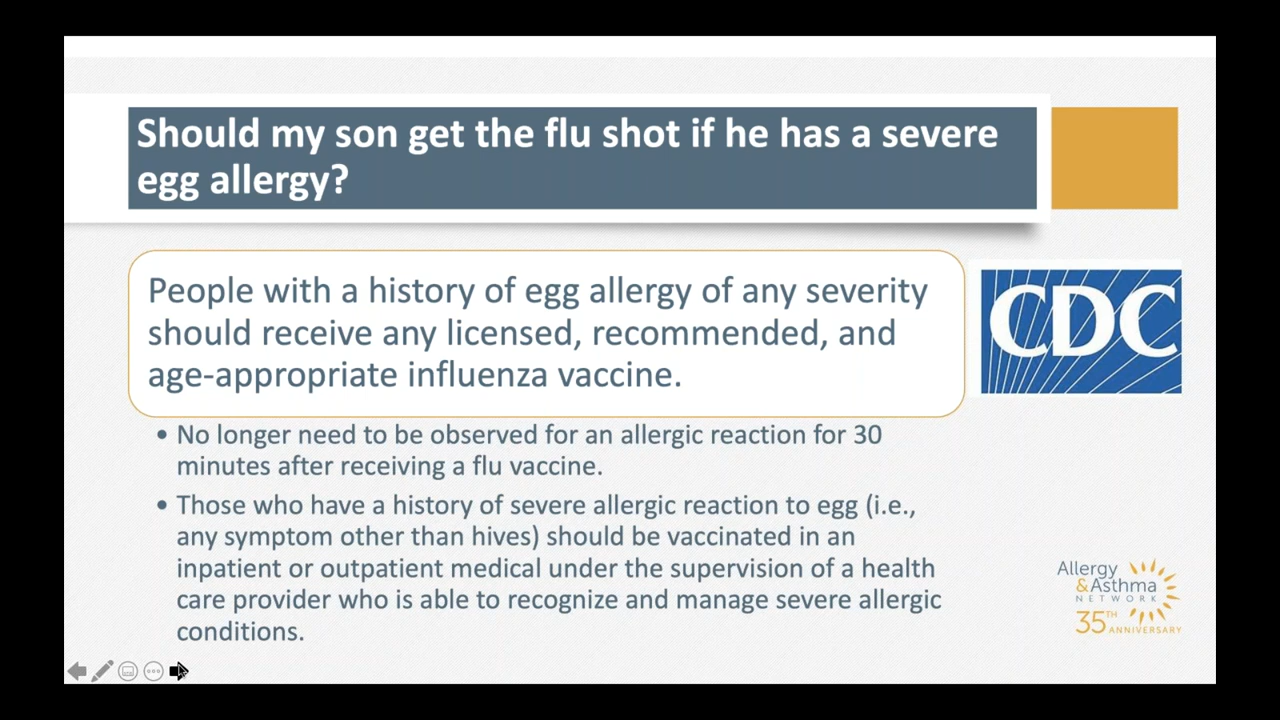 Should my son get the flu shot if he has a severe
egg allergy?
People with a history of egg allergy of any severity
should receive any licensed, recommended, and
age-appropriate influenza vaccine.
CDC
• No longer need to be observed for an allergic reaction for 30
minutes after receiving a flu vaccine.
• Those who have a history of severe allergic reaction to egg (i.e.,
any symptom other than hives) should be vaccinated in an
inpatient or outpatient medical under the supervision of a health
care provider who is able to recognize and manage severe allergic
conditions.
Allergy
&Asthma
NETWORK
35TH ANNIVERSARY